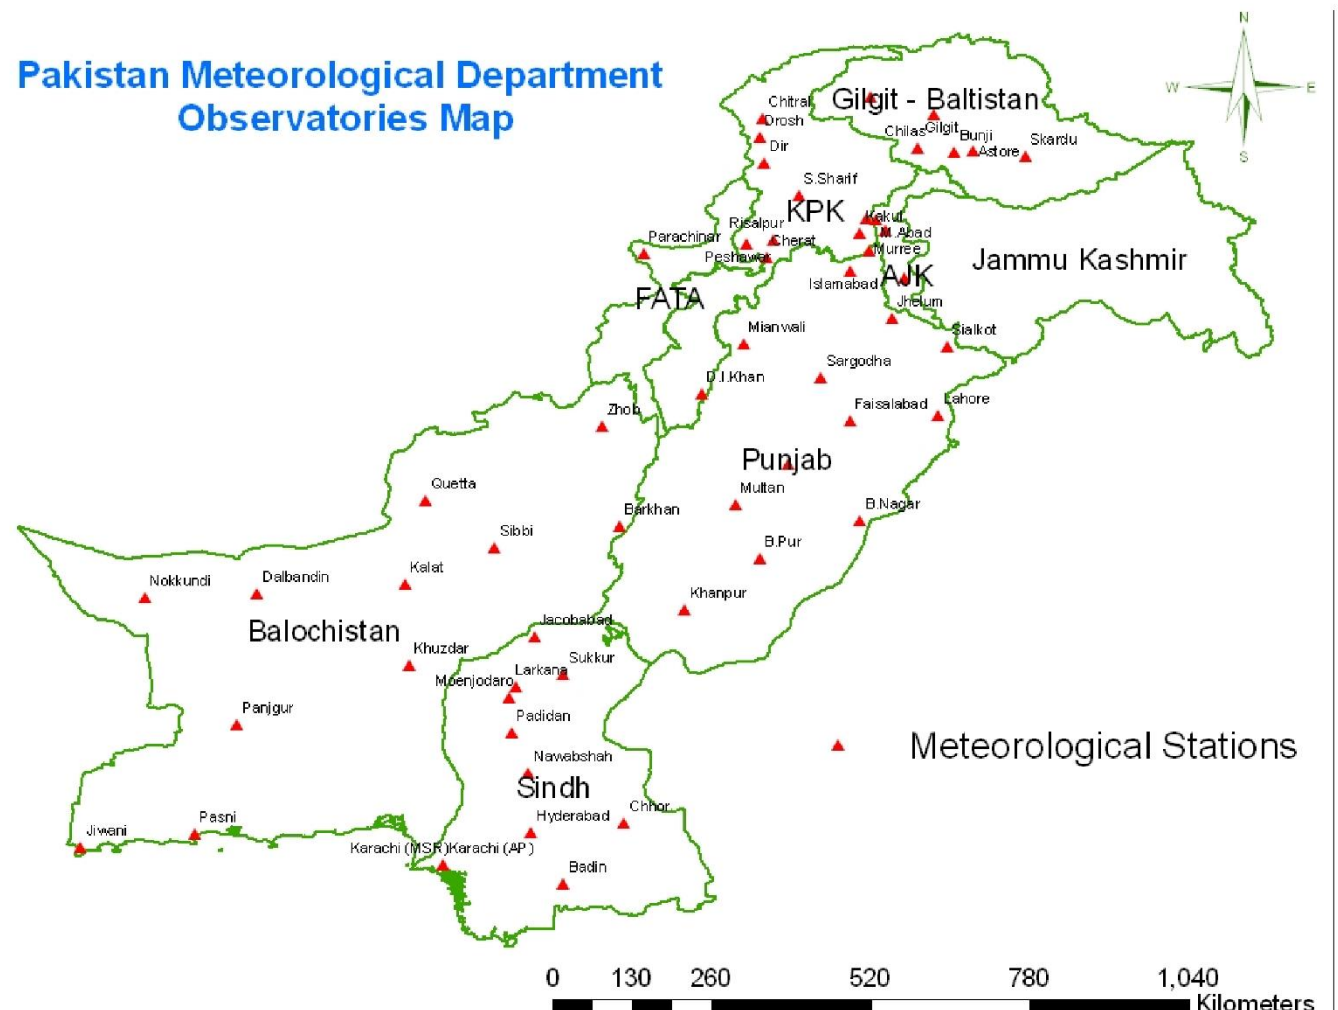 Pakistan Meteorological Department
Observatories Map
N
W
E
S
Gilgit - Baltistan
Chitral
Drosh
Dir
Chilas
Gilgit
Bunji
Astore
Skardu
S.Sharif
KPK
Kakul
M.Abad
Murree
Risalpur
Cherat
Peshawar
Parachinar
Islamabad
AJK
Jammu Kashmir
FATA
Jhelum
Mianwali
Sialkot
Sargodha
D.I.Khan
Faisalabad
Lahore
Zhob
Punjab
Quetta
Multan
Barkhan
B.Nagar
Sibbi
B.Pur
Kalat
Nokkundi
Dalbandin
Khanpur
Balochistan
Jacobabad
Khuzdar
Sukkur
Larkana
Moenjodaro
Panjgur
Padidan
Meteorological Stations
Nawabshah
Sindh
Chhor
Hyderabad
Pasni
Jiwani
Karachi (MSR)Karachi (AP)
Badin
0 130 260 520 780 1,040
Kilometers